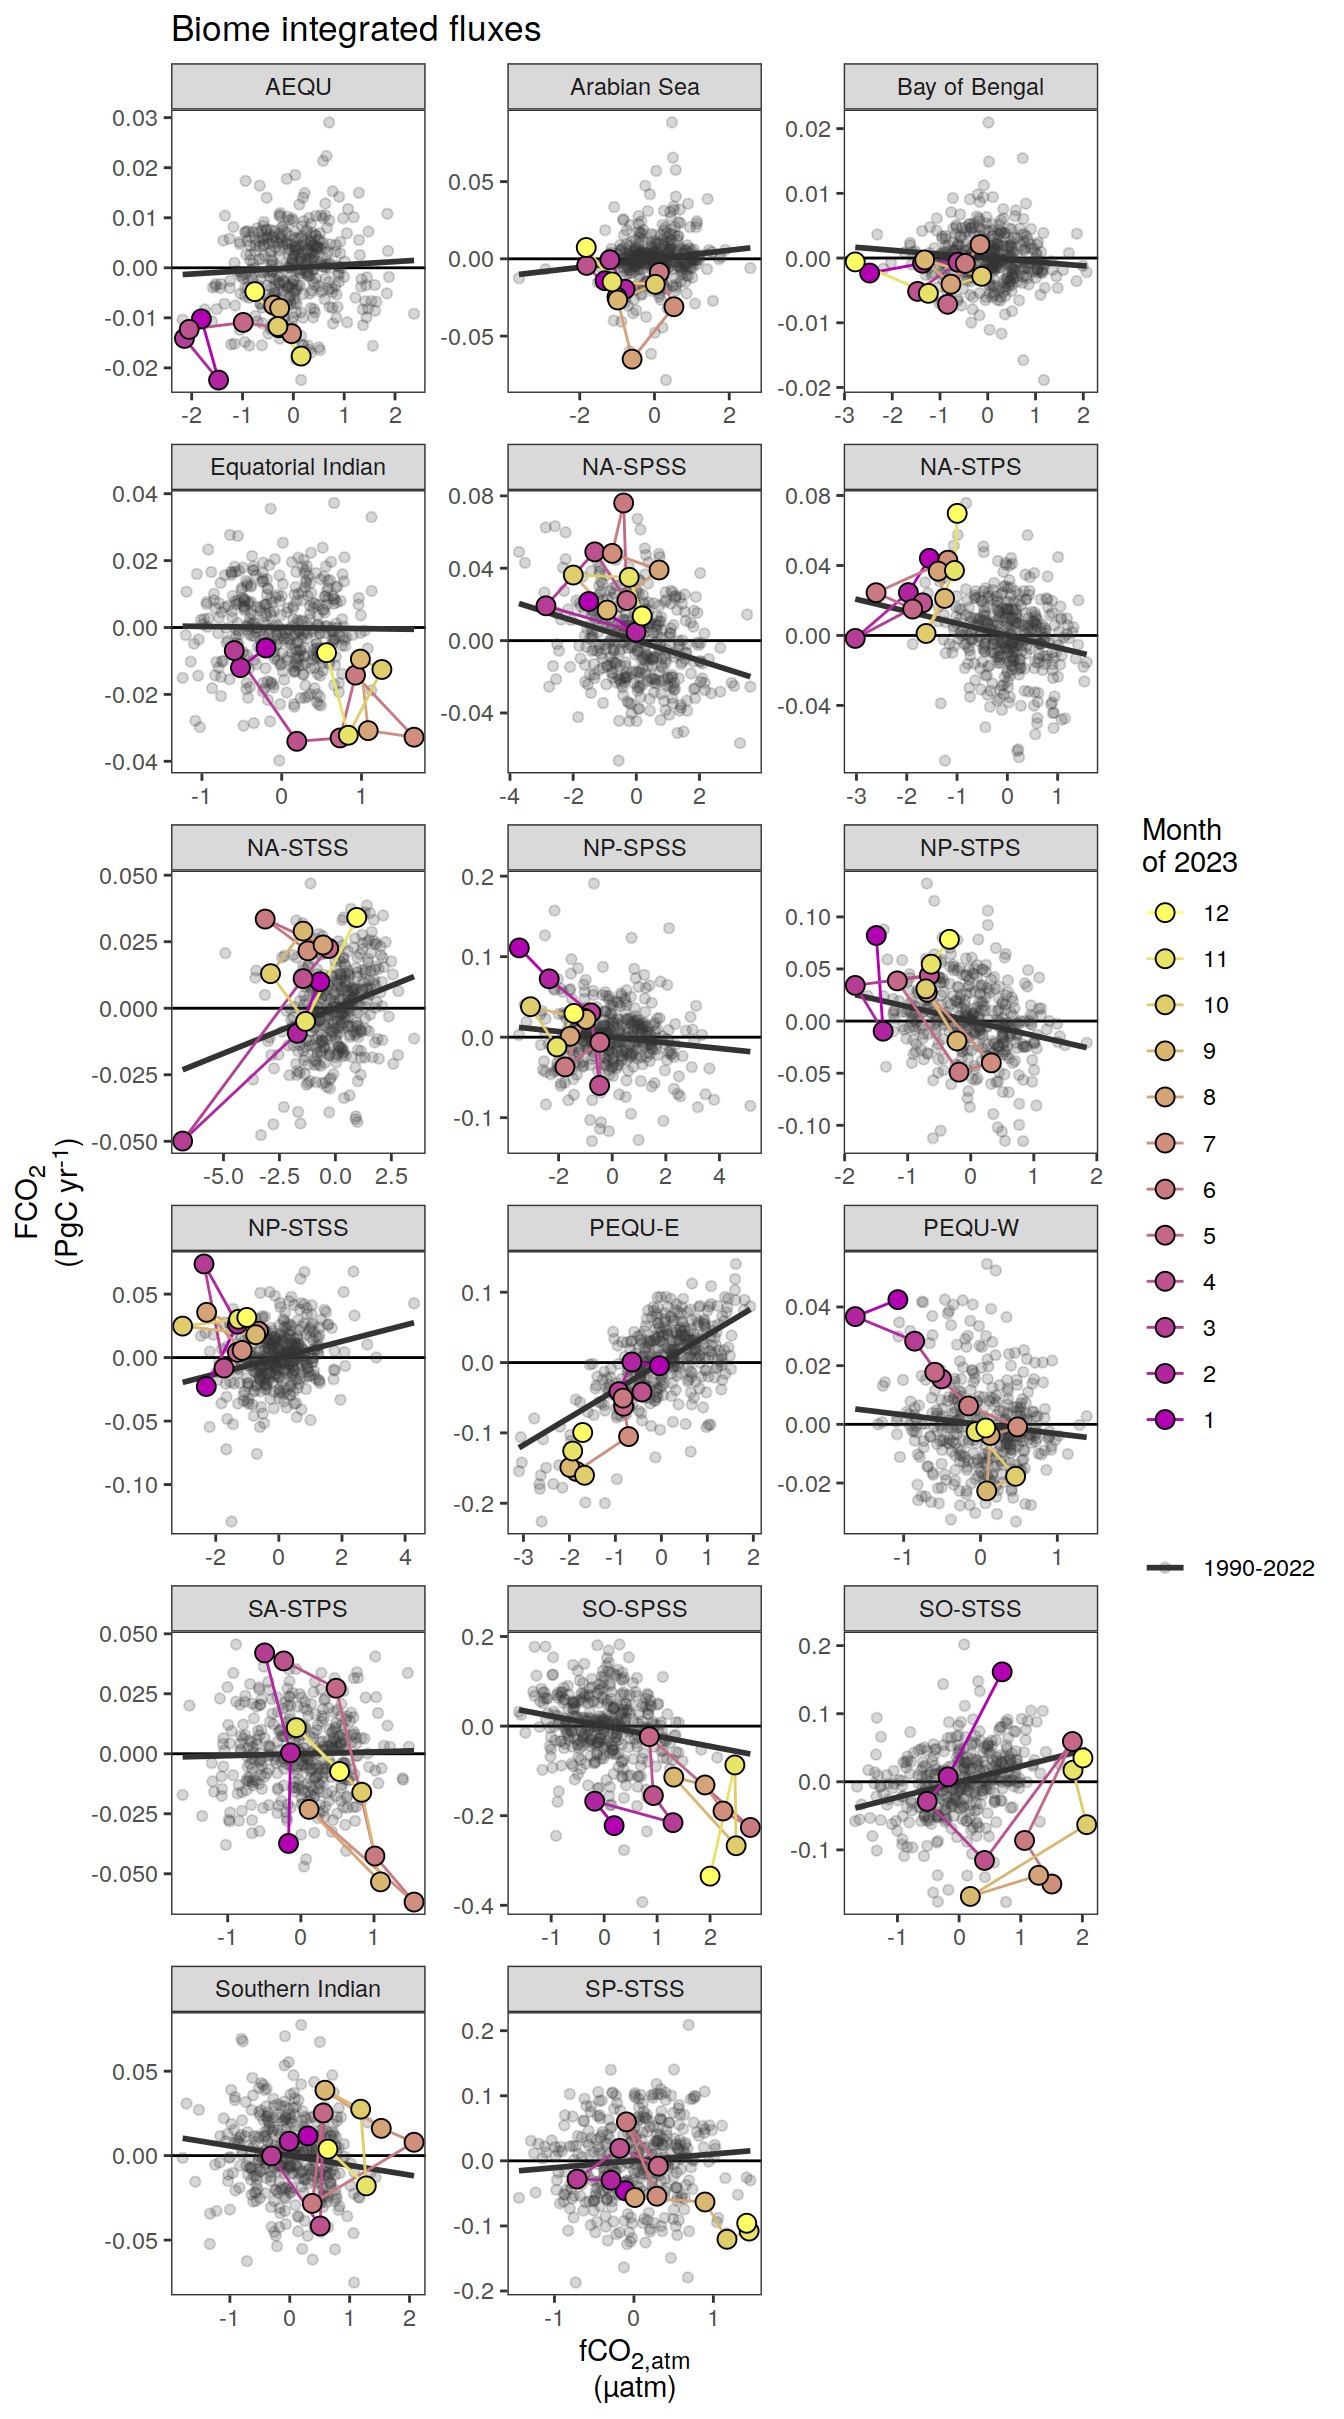 Biome integrated fluxes
AEQU
Arabian Sea
Bay of Bengal
0.03
0.02
0.01
0.00
-0.01
-0.02
-2 -1 0 1 2
0.05
0.00
-0.05
-2 0 2
0.02
0.01
0.00
-0.01
-0.02
-3 -2 -1 0 1 2
Equatorial Indian
NA-SPSS
NA-STPS
0.04
0.02
0.00
-0.02
-0.04
-1 0 1
0.08
0.04
0.00
-0.04
-4 -2 0 2
0.08
0.04
0.00
-0.04
-3 -2 -1 0 1
NA-STSS
NP-SPSS
NP-STPS
0.050
0.025
0.000
-0.025
-0.050
-5.0 -2.5 0.0 2.5
0.2
0.1
0.0
-0.1
-2 0 2 4
0.10
0.05
0.00
-0.05
-0.10
-2 -1 0 1 2
NP-STSS
PEQU-E
PEQU-W
0.05
0.00
-0.05
-0.10
-2 0 2 4
0.1
0.0
-0.1
-0.2
-3 -2 -1 0 1 2
0.04
0.02
0.00
-0.02
-1 0 1
SA-STPS
SO-SPSS
SO-STSS
0.050
0.025
0.000
-0.025
-0.050
-1 0 1
0.2
0.0
-0.2
-0.4
-1 0 1 2
0.2
0.1
0.0
-0.1
-1 0 1 2
Southern Indian
SP-STSS
0.05
0.00
-0.05
-1 0 1 2
0.2
0.1
0.0
-0.1
-0.2
-1 0 1
FCO2
(PgC yr-1)
fCO2,atm
(µatm)
Month
of 2023
12
11
10
9
8
7
6
5
4
3
2
1
1990-2022